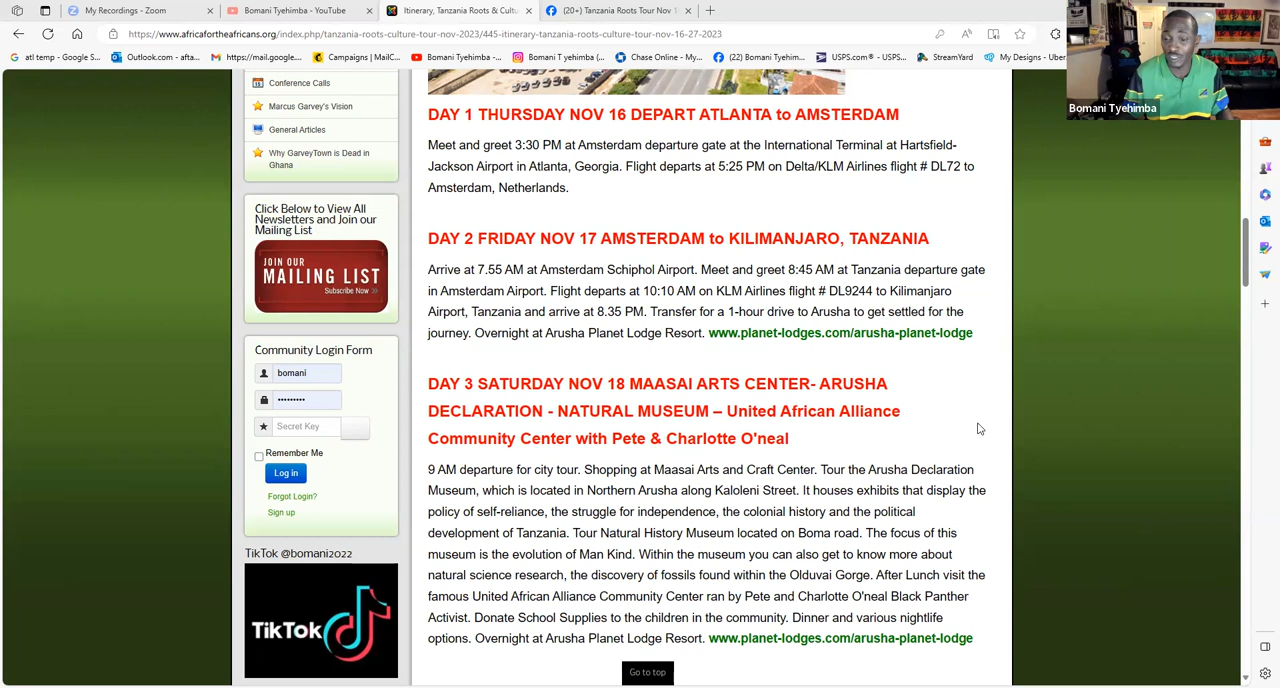 My Recordings - Zoom
Bomani Tyehimba - YouTube
Itinerary, Tanzania Roots & Cultu
(20+) Tanzania Roots Tour Nov 1
https://www.africafortheafricans.org/index.php/tanzania-roots-culture-tour-nov-2023/445-itinerary-tanzania-roots-culture-tour-nov-16-27-2023
atl temp - Google S...
Outlook.com - afta...
https://mail.google...
Campaigns | MailC...
Bomani Tyehimba -...
Bomani T yehimba (...
Chase Online - My...
(22) Bomani Tyehim...
USPS.com® - USPS...
StreamYard
My Designs - Uber
Bomani Tyehimba
Conference Calls
Marcus Garvey's Vision
General Articles
Why GarveyTown is Dead in
Ghana
Click Below to View All
Newsletters and Join our
Mailing List
JOIN OUR
MAILING LIST
Subscribe Now >>
Community Login Form
bomani
Secret Key
Remember Me
Log in
Forgot Login?
Sign up
TikTok @bomani2022
TikTok
DAY 1 THURSDAY NOV 16 DEPART ATLANTA to AMSTERDAM
Meet and greet 3:30 PM at Amsterdam departure gate at the International Terminal at Hartsfield-
Jackson Airport in Atlanta, Georgia. Flight departs at 5:25 PM on Delta/KLM Airlines flight # DL72 to
Amsterdam, Netherlands.
DAY 2 FRIDAY NOV 17 AMSTERDAM to KILIMANJARO, TANZANIA
Arrive at 7.55 AM at Amsterdam Schiphol Airport. Meet and greet 8:45 AM at Tanzania departure gate
in Amsterdam Airport. Flight departs at 10:10 AM on KLM Airlines flight # DL9244 to Kilimanjaro
Airport, Tanzania and arrive at 8.35 PM. Transfer for a 1-hour drive to Arusha to get settled for the
journey. Overnight at Arusha Planet Lodge Resort. www.planet-lodges.com/arusha-planet-lodge
DAY 3 SATURDAY NOV 18 MAASAI ARTS CENTER- ARUSHA
DECLARATION - NATURAL MUSEUM – United African Alliance
Community Center with Pete & Charlotte O'neal
9 AM departure for city tour. Shopping at Maasai Arts and Craft Center. Tour the Arusha Declaration
Museum, which is located in Northern Arusha along Kaloleni Street. It houses exhibits that display the
policy of self-reliance, the struggle for independence, the colonial history and the political
development of Tanzania. Tour Natural History Museum located on Boma road. The focus of this
museum is the evolution of Man Kind. Within the museum you can also get to know more about
natural science research, the discovery of fossils found within the Olduvai Gorge. After Lunch visit the
famous United African Alliance Community Center ran by Pete and Charlotte O'neal Black Panther
Activist. Donate School Supplies to the children in the community. Dinner and various nightlife
options. Overnight at Arusha Planet Lodge Resort. www.planet-lodges.com/arusha-planet-lodge
Go to top